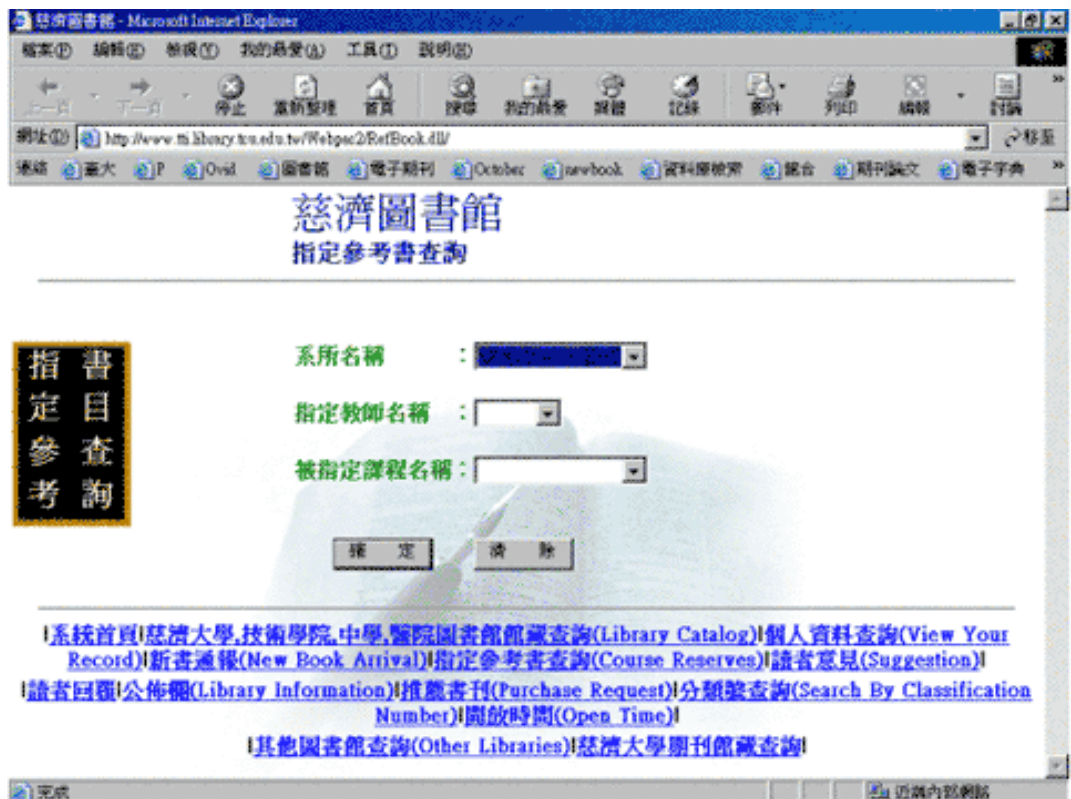 慈濟圖書館 - Microsoft Internet Explorer
檔案(F) 編輯(E) 檢視(V) 我的最愛(A) 工具(T) 說明(H)
上一頁 下一頁 停止 重新整理 首頁 搜尋 我的最愛 媒體 記錄 郵件 列印 編輯 討論
網址(D) http://www.tti.library.tcu.edu.tw/Webpac2/RefBook.dll/ 移至
連結 臺大 P Ovid 圖書館 電子期刊 October newbook 資料庫檢索 館合 期刊論文 電子字典
慈濟圖書館
指定參考書查詢
指定參考
書目查詢
系所名稱 :
指定教師名稱 :
被指定課程名稱 :
確 定 清 除
|系統首頁|慈濟大學,技術學院,中學,醫院圖書館館藏查詢(Library Catalog)|個人資料查詢(View Your
Record)|新書通報(New Book Arrival)|指定參考書查詢(Course Reserves)|讀者意見(Suggestion)|
|讀者回覆|公佈欄(Library Information)|推薦書刊(Purchase Request)|分類號查詢(Search By Classification
Number)|開放時間(Open Time)|
|其他圖書館查詢(Other Libraries)|慈濟大學期刊館藏查詢|
完成 近端內部網路